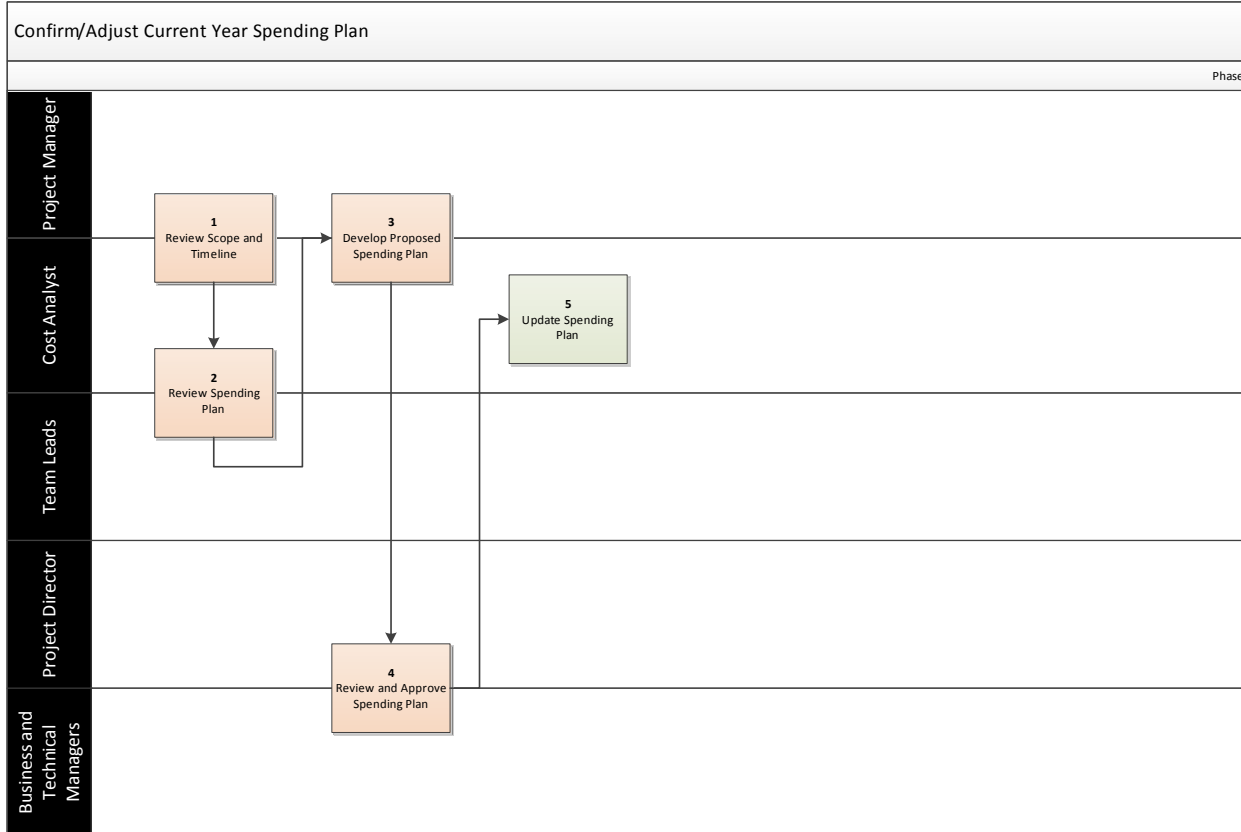 Confirm/Adjust Current Year Spending Plan
Phase
Project Manager
1
Review Scope and
Timeline
3
Develop Proposed
Spending Plan
Cost Analyst
5
Update Spending
Plan
2
Review Spending
Plan
Team Leads
Project Director
4
Review and Approve
Spending Plan
Business and
Technical
Managers